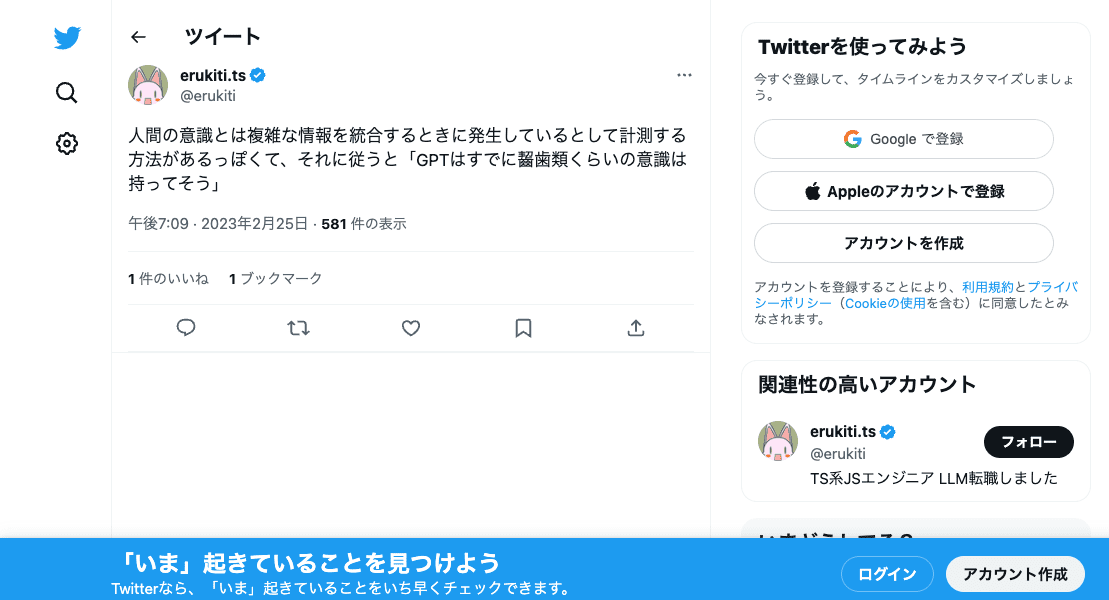 ツイート
erukiti.ts
@erukiti
人間の意識とは複雑な情報を統合するときに発生しているとして計測する
方法があるっぽくて、それに従うと「GPTはすでに齧歯類くらいの意識は
持ってそう」
午後7:09 · 2023年2月25日 · 581 件の表示
1 件のいいね 1 ブックマーク
Twitterを使ってみよう
今すぐ登録して、タイムラインをカスタマイズしましょ
う。
Google で登録
Appleのアカウントで登録
アカウントを作成
アカウントを登録することにより、利用規約とプライバ
シーポリシー（Cookieの使用を含む）に同意したとみ
なされます。
関連性の高いアカウント
erukiti.ts
@erukiti
フォロー
TS系JSエンジニア LLM転職しました
いまどうしてる？
「いま」起きていることを見つけよう
Twitterなら、「いま」起きていることをいち早くチェックできます。
ログイン
アカウント作成